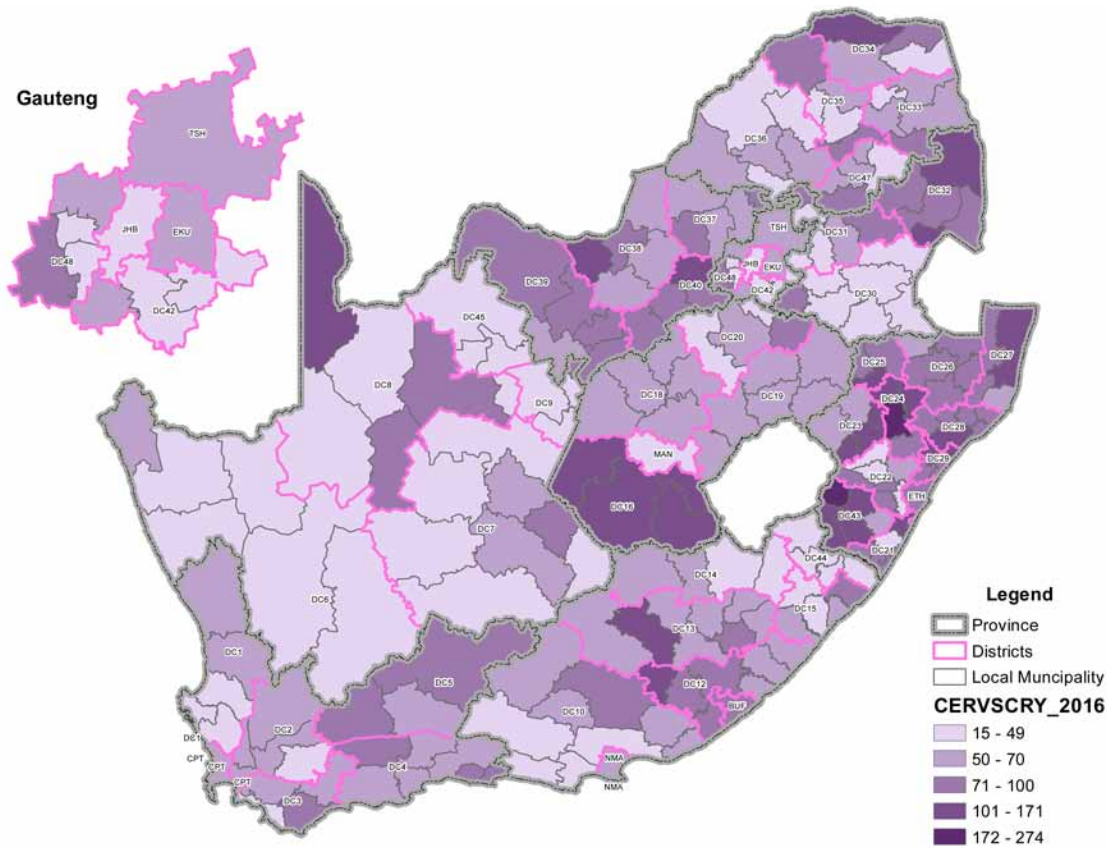 Gauteng
TSH
JHB
EKU
DC48
DC42
DC34
DC35
DC33
DC36
DC47
DC32
DC37
TSH
DC31
DC38
JHB
EKU
DC48
DC42
DC39
DC40
DC30
DC45
DC20
DC8
DC9
DC25
DC26
DC27
DC24
DC18
DC19
DC23
DC28
MAN
DC29
DC22
ETH
DC16
DC43
DC7
DC21
DC44
DC14
DC6
DC15
DC13
DC1
DC5
DC12
DC10
BUF
DC2
DC1
CPT
CPT
DC4
NMA
CPT
NMA
DC3
Legend
Province
Districts
Local Muncipality
CERVSCRY_2016
15 - 49
50 - 70
71 - 100
101 - 171
172 - 274